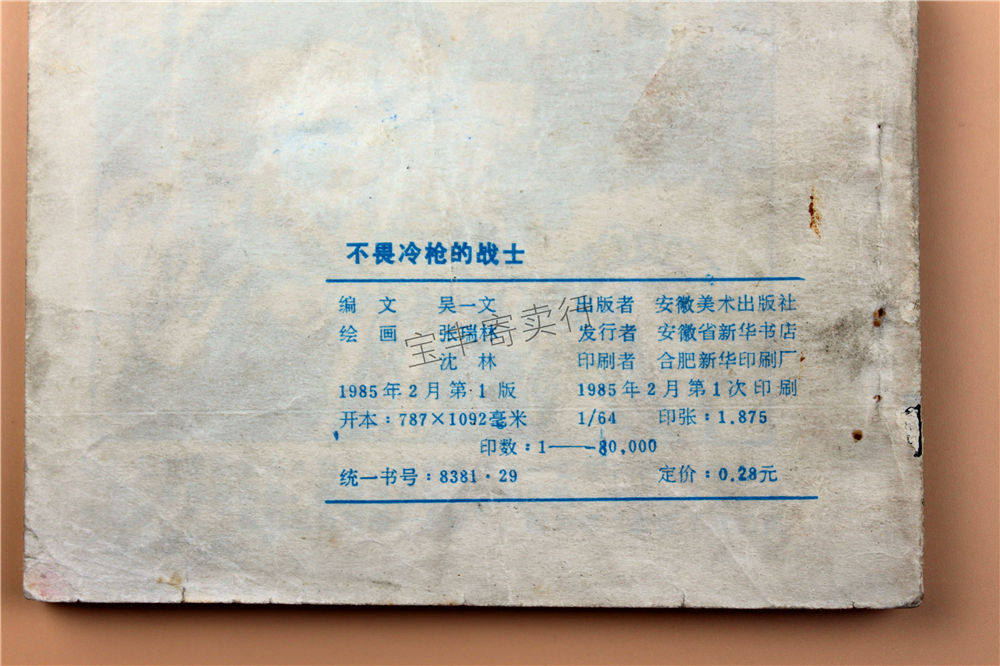 不畏冷枪的战士
编 文 吴一文 出版者 安徽美术出版社
绘 画 张瑞林 发行者 安徽省新华书店
沈 林 印刷者 合肥新华印刷厂
1985年2月第1版 1985年2月第1次印刷
开本:787×1092毫米 1/64 印张:1.875
印数:1——80,000
统一书号:8381·29 定价:0.28元
宝丰寄卖行